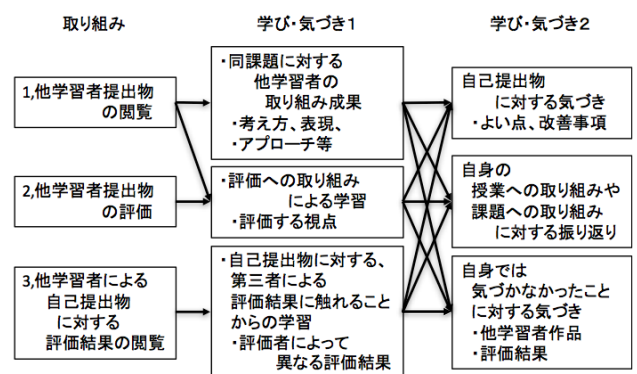 取り組み
学び・気づき1
学び・気づき2
1,他学習者提出物
の閲覧
2,他学習者提出物
の評価
3,他学習者による
自己提出物
に対する
評価結果の閲覧
・同課題に対する
他学習者の
取り組み成果
・考え方、表現、
・アプローチ等
・評価への取り組み
による学習
・評価する視点
・自己提出物に対する、
第三者による
評価結果に触れること
からの学習
・評価者によって
異なる評価結果
自己提出物
に対する気づき
・よい点、改善事項
自身の
授業への取り組みや
課題への取り組み
に対する振り返り
自身では
気づかなかったこと
に対する気づき
・他学習者作品
・評価結果